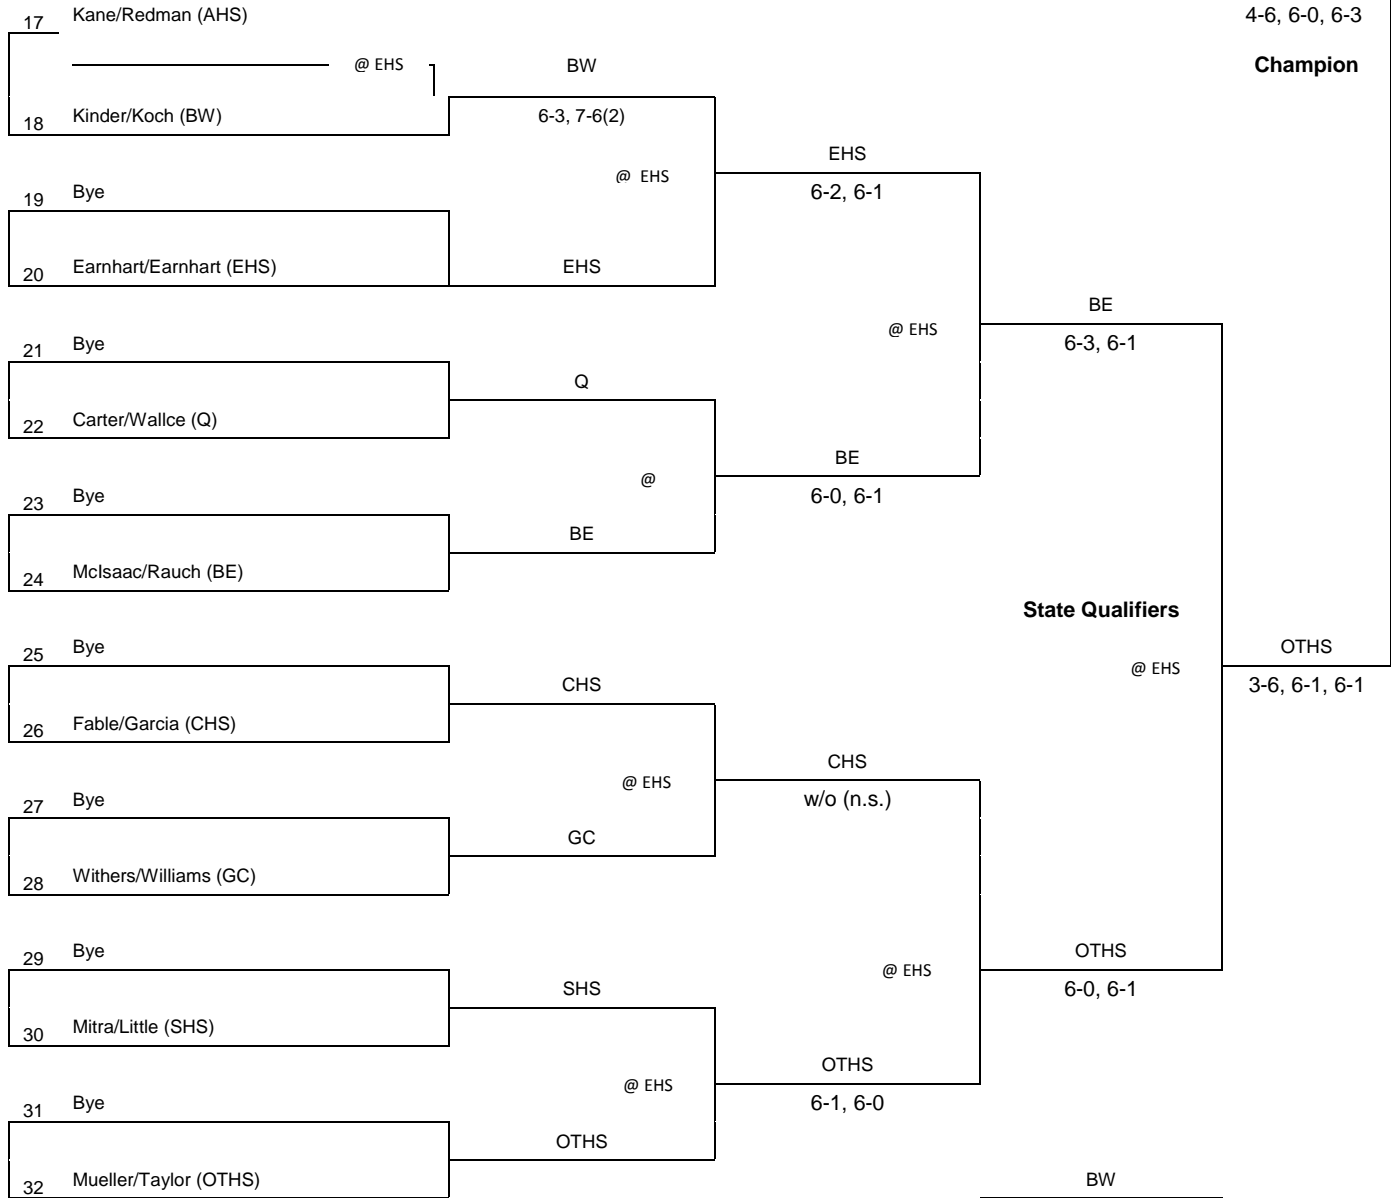 17 Kane/Redman (AHS)
4-6, 6-0, 6-3
@ EHS
BW
Champion
18 Kinder/Koch (BW)
6-3, 7-6(2)
EHS
@ EHS
19 Bye
6-2, 6-1
20 Earnhart/Earnhart (EHS)
EHS
BE
@ EHS
21 Bye
6-3, 6-1
Q
22 Carter/Wallce (Q)
BE
@
23 Bye
6-0, 6-1
BE
24 McIsaac/Rauch (BE)
State Qualifiers
25 Bye
OTHS
@ EHS
CHS
3-6, 6-1, 6-1
26 Fable/Garcia (CHS)
CHS
@ EHS
27 Bye
w/o (n.s.)
GC
28 Withers/Williams (GC)
29 Bye
OTHS
@ EHS
SHS
6-0, 6-1
30 Mitra/Little (SHS)
OTHS
@ EHS
31 Bye
6-1, 6-0
OTHS
32 Mueller/Taylor (OTHS)
BW